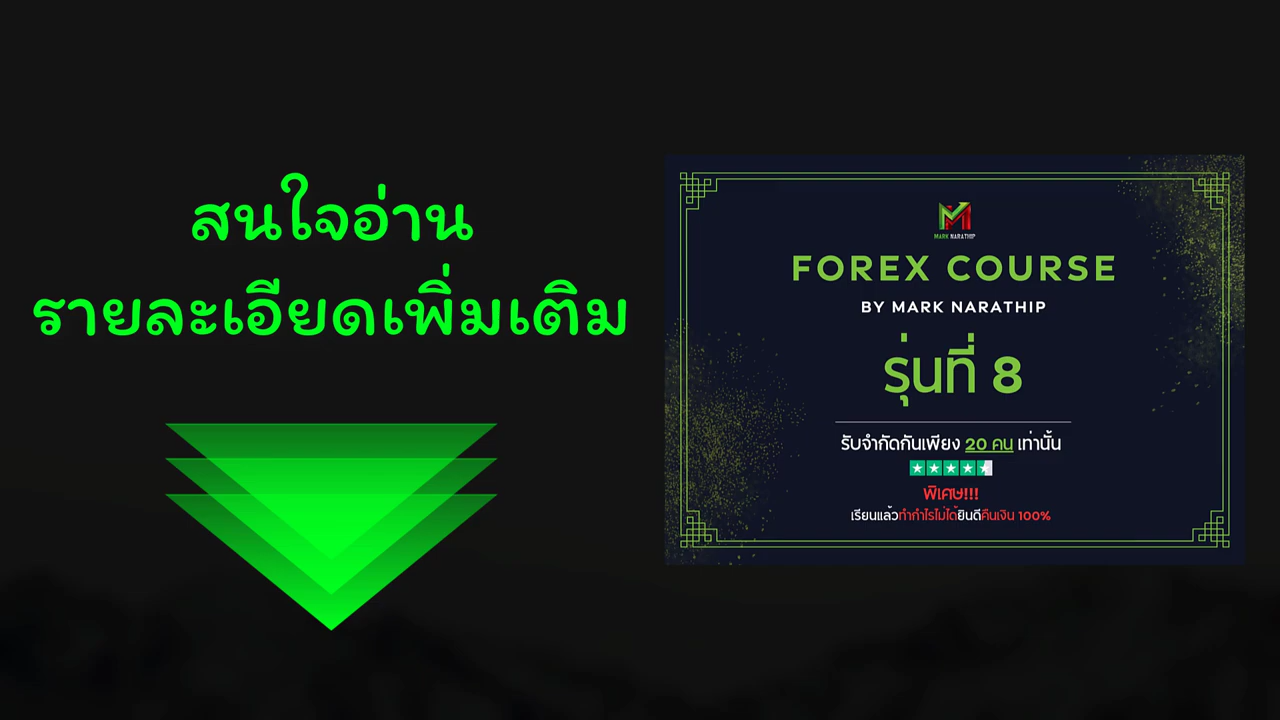 สนใจอ่าน
รายละเอียดเพิ่มเติม
MARK NARATHIP
FOREX COURSE
BY MARK NARATHIP
รุ่นที่ 8
รับจำกัดกันเพียง 20 คน เท่านั้น
พิเศษ!!!
เรียนแล้วทำกำไรไม่ได้ยินดีคืนเงิน 100%